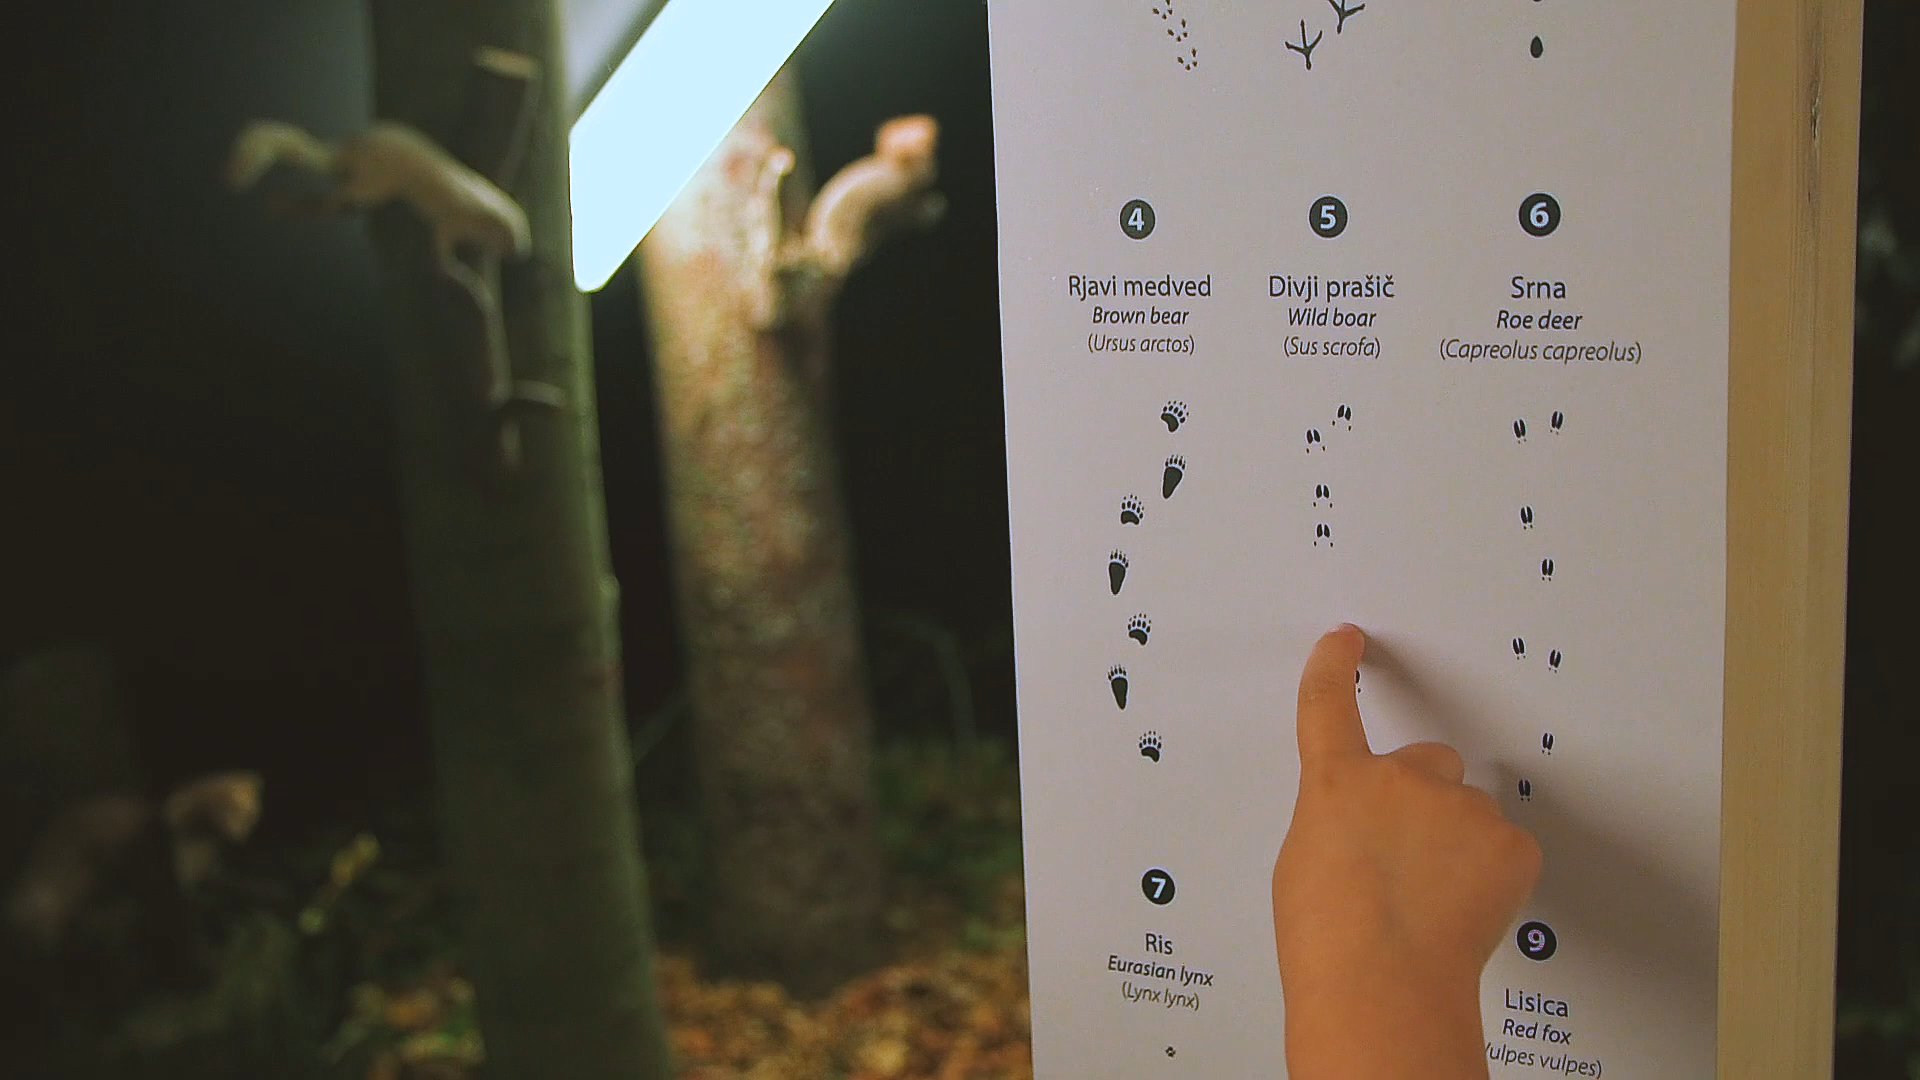 4
Rjavi medved
Brown bear
(Ursus arctos)
5
Divji prašič
Wild boar
(Sus scrofa)
6
Srna
Roe deer
(Capreolus capreolus)
7
Ris
Eurasian lynx
(Lynx lynx)
9
Lisica
Red fox
vulpes)